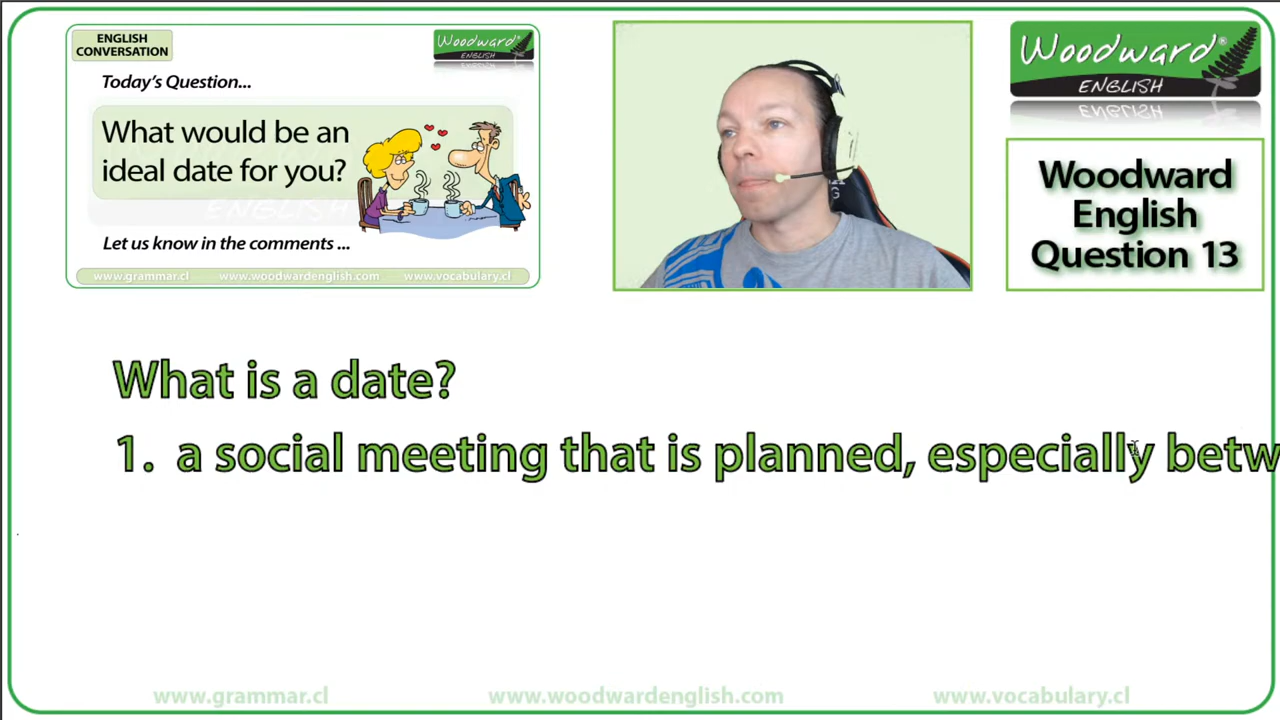 ENGLISH
CONVERSATION
Woodward
ENGLISH
Today's Question...
What would be an
ideal date for you?
Let us know in the comments ...
www.grammar.cl www.woodwardenglish.com www.vocabulary.cl
Woodward®
ENGLISH
Woodward
English
Question 13
What is a date?
1. a social meeting that is planned, especially betw
www.grammar.cl www.woodwardenglish.com www.vocabulary.cl